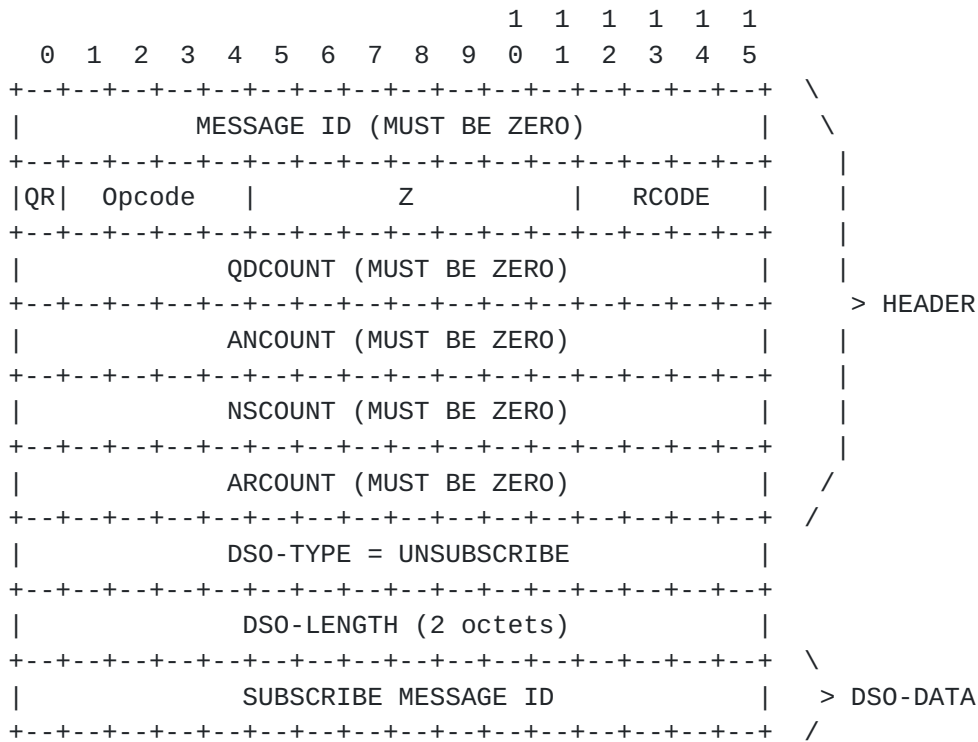 1  1  1  1  1  1
  0  1  2  3  4  5  6  7  8  9  0  1  2  3  4  5
+--+--+--+--+--+--+--+--+--+--+--+--+--+--+--+--+  \
|           MESSAGE ID (MUST BE ZERO)           |   \
+--+--+--+--+--+--+--+--+--+--+--+--+--+--+--+--+    |
|QR|  Opcode   |         Z          |   RCODE   |    |
+--+--+--+--+--+--+--+--+--+--+--+--+--+--+--+--+    |
|             QDCOUNT (MUST BE ZERO)            |    |
+--+--+--+--+--+--+--+--+--+--+--+--+--+--+--+--+     > HEADER
|             ANCOUNT (MUST BE ZERO)            |    |
+--+--+--+--+--+--+--+--+--+--+--+--+--+--+--+--+    |
|             NSCOUNT (MUST BE ZERO)            |    |
+--+--+--+--+--+--+--+--+--+--+--+--+--+--+--+--+    |
|             ARCOUNT (MUST BE ZERO)            |   /
+--+--+--+--+--+--+--+--+--+--+--+--+--+--+--+--+  /
|             DSO-TYPE = UNSUBSCRIBE            |
+--+--+--+--+--+--+--+--+--+--+--+--+--+--+--+--+
|              DSO-LENGTH (2 octets)            |
+--+--+--+--+--+--+--+--+--+--+--+--+--+--+--+--+  \
|              SUBSCRIBE MESSAGE ID             |   > DSO-DATA
+--+--+--+--+--+--+--+--+--+--+--+--+--+--+--+--+  /